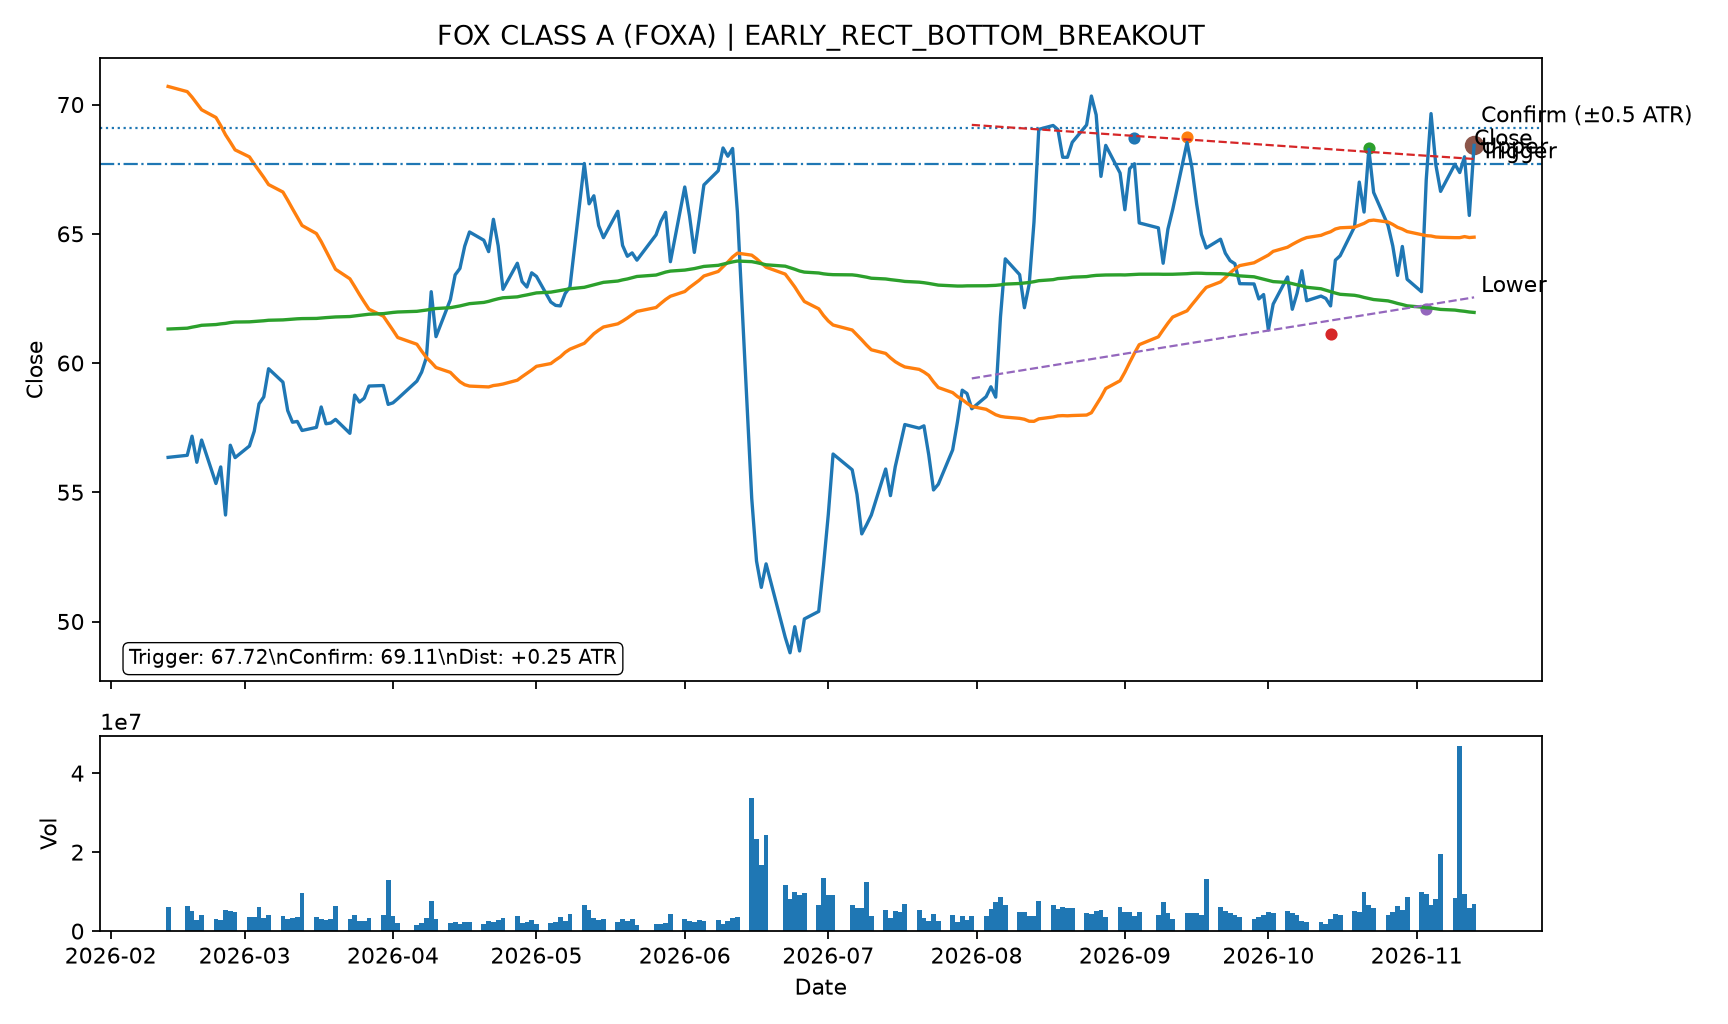 FOX CLASS A (FOXA) | EARLY_RECT_BOTTOM_BREAKOUT
Close
70
65
60
55
50
Confirm (±0.5 ATR)
Close
Upper
Trigger
Lower
Trigger: 67.72\nConfirm: 69.11\nDist: +0.25 ATR
1e7
Vol
4
2
0
2026-02
2026-03
2026-04
2026-05
2026-06
2026-07
2026-08
2026-09
2026-10
2026-11
Date